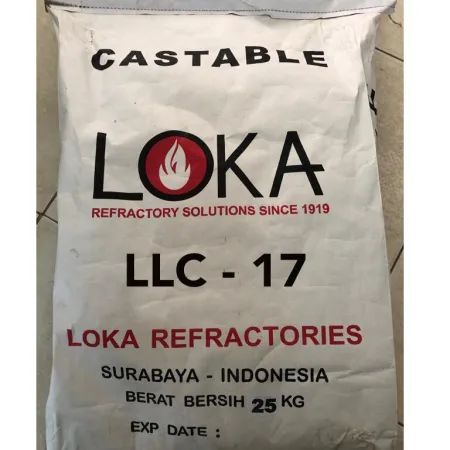 CASTABLE
LOKA
REFRACTORY SOLUTIONS SINCE 1919
LLC - 17
LOKA REFRACTORIES
SURABAYA - INDONESIA
BERAT BERSIH 25 KG
EXP DATE :